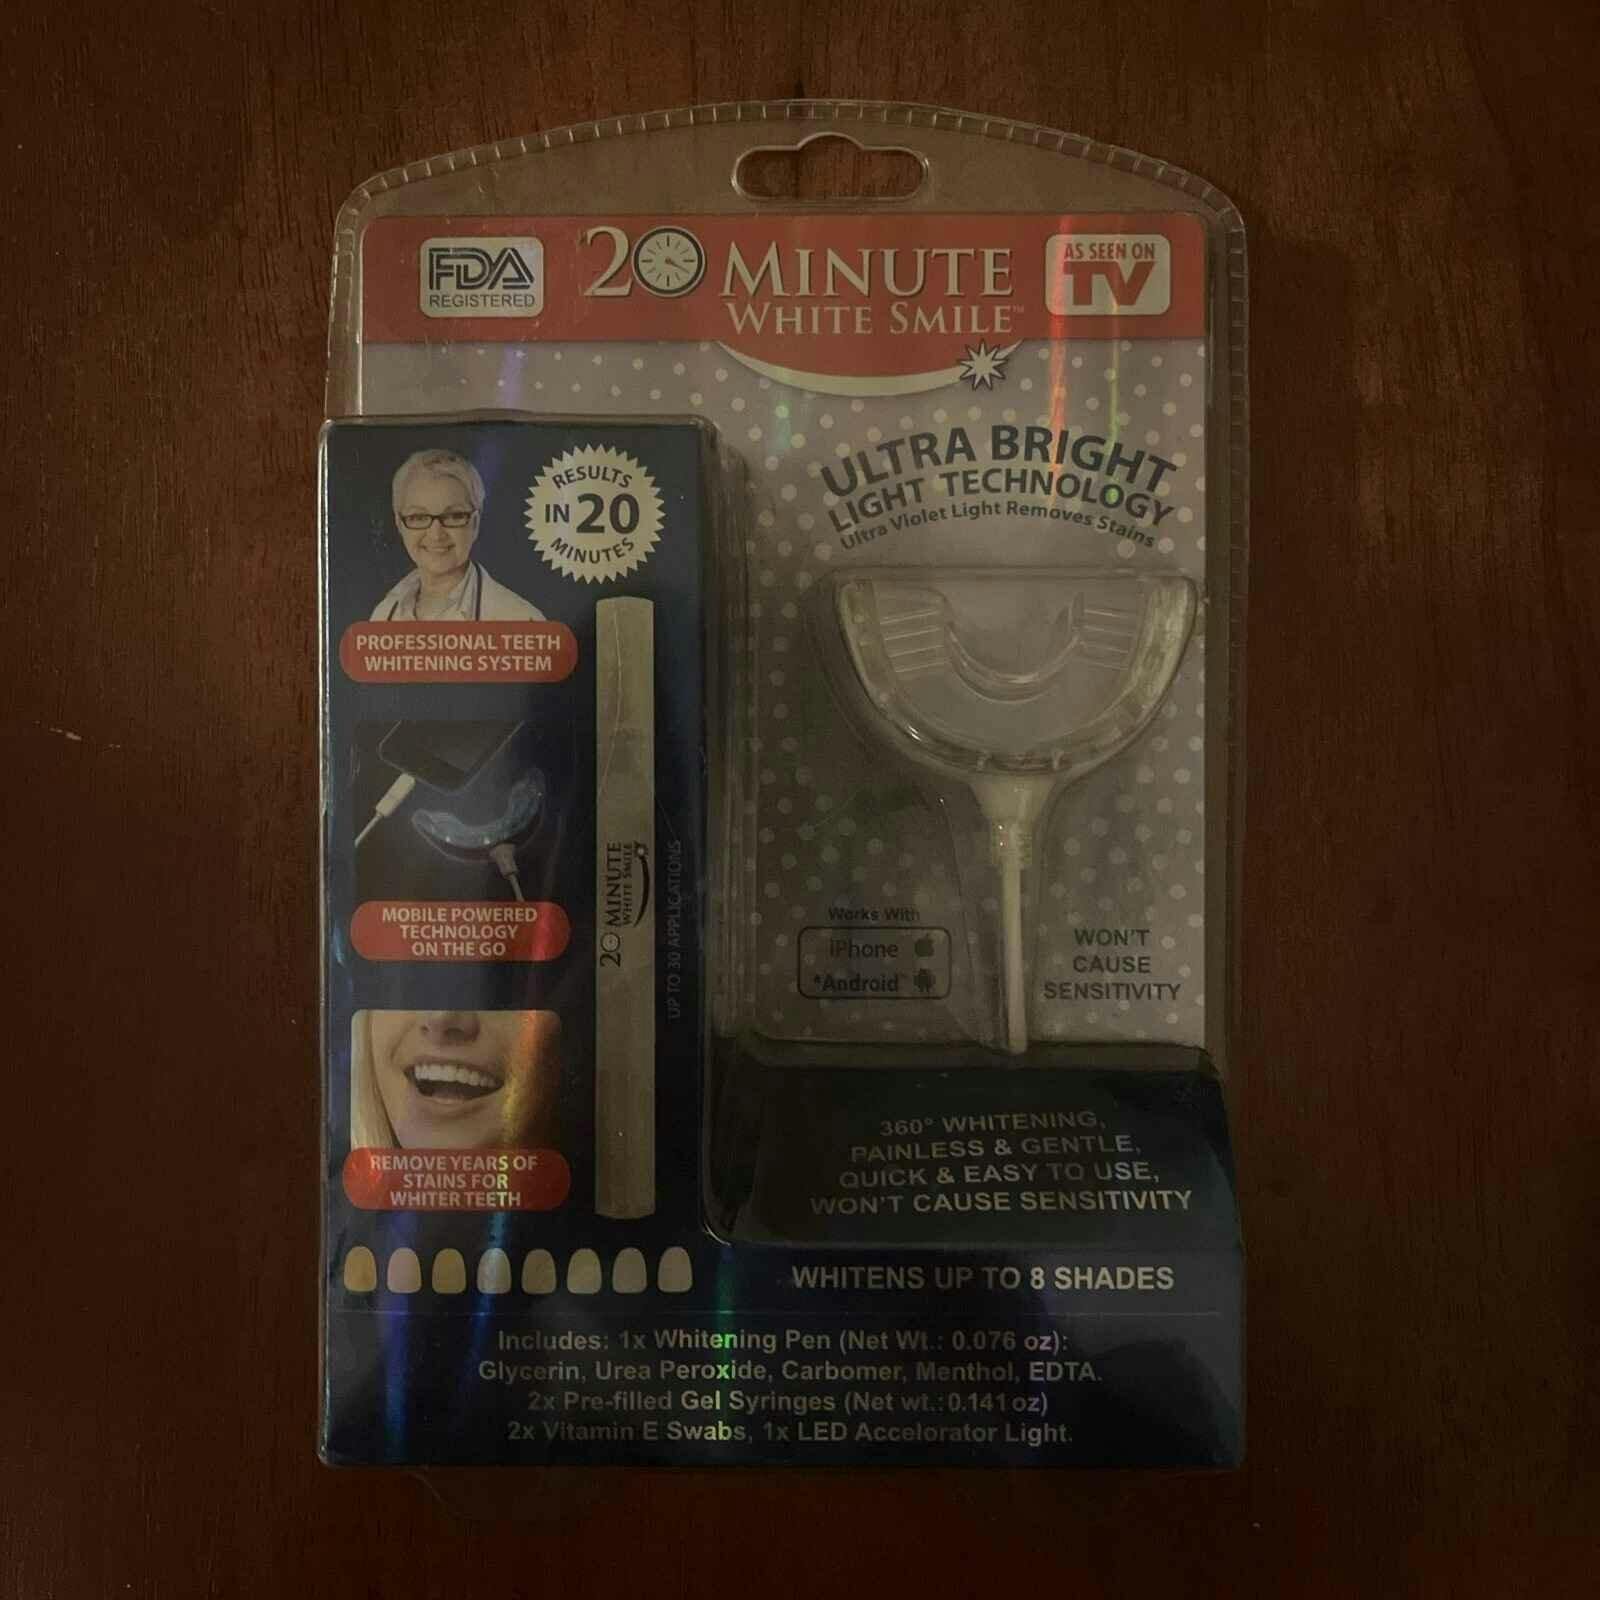 FDA
REGISTERED
20 MINUTE
WHITE SMILE™
AS SEEN ON
TV
ULTRA BRIGHT
LIGHT TECHNOLOGY
Ultra Violet Light Removes Stains
RESULTS
IN 20
MINUTES
PROFESSIONAL TEETH
WHITENING SYSTEM
MOBILE POWERED
TECHNOLOGY
ON THE GO
20 MINUTE
WHITE SMILE
UP TO 30 APPLICATIONS
Works With
iPhone
*Android™
WON'T
CAUSE
SENSITIVITY
REMOVE YEARS OF
STAINS FOR
WHITER TEETH
360° WHITENING,
PAINLESS & GENTLE,
QUICK & EASY TO USE,
WON'T CAUSE SENSITIVITY
WHITENS UP TO 8 SHADES
Includes: 1x Whitening Pen (Net Wt.: 0.076 oz):
Glycerin, Urea Peroxide, Carbomer, Menthol, EDTA.
2x Pre-filled Gel Syringes (Net wt.:0.141 oz)
2x Vitamin E Swabs, 1x LED Accelorator Light.